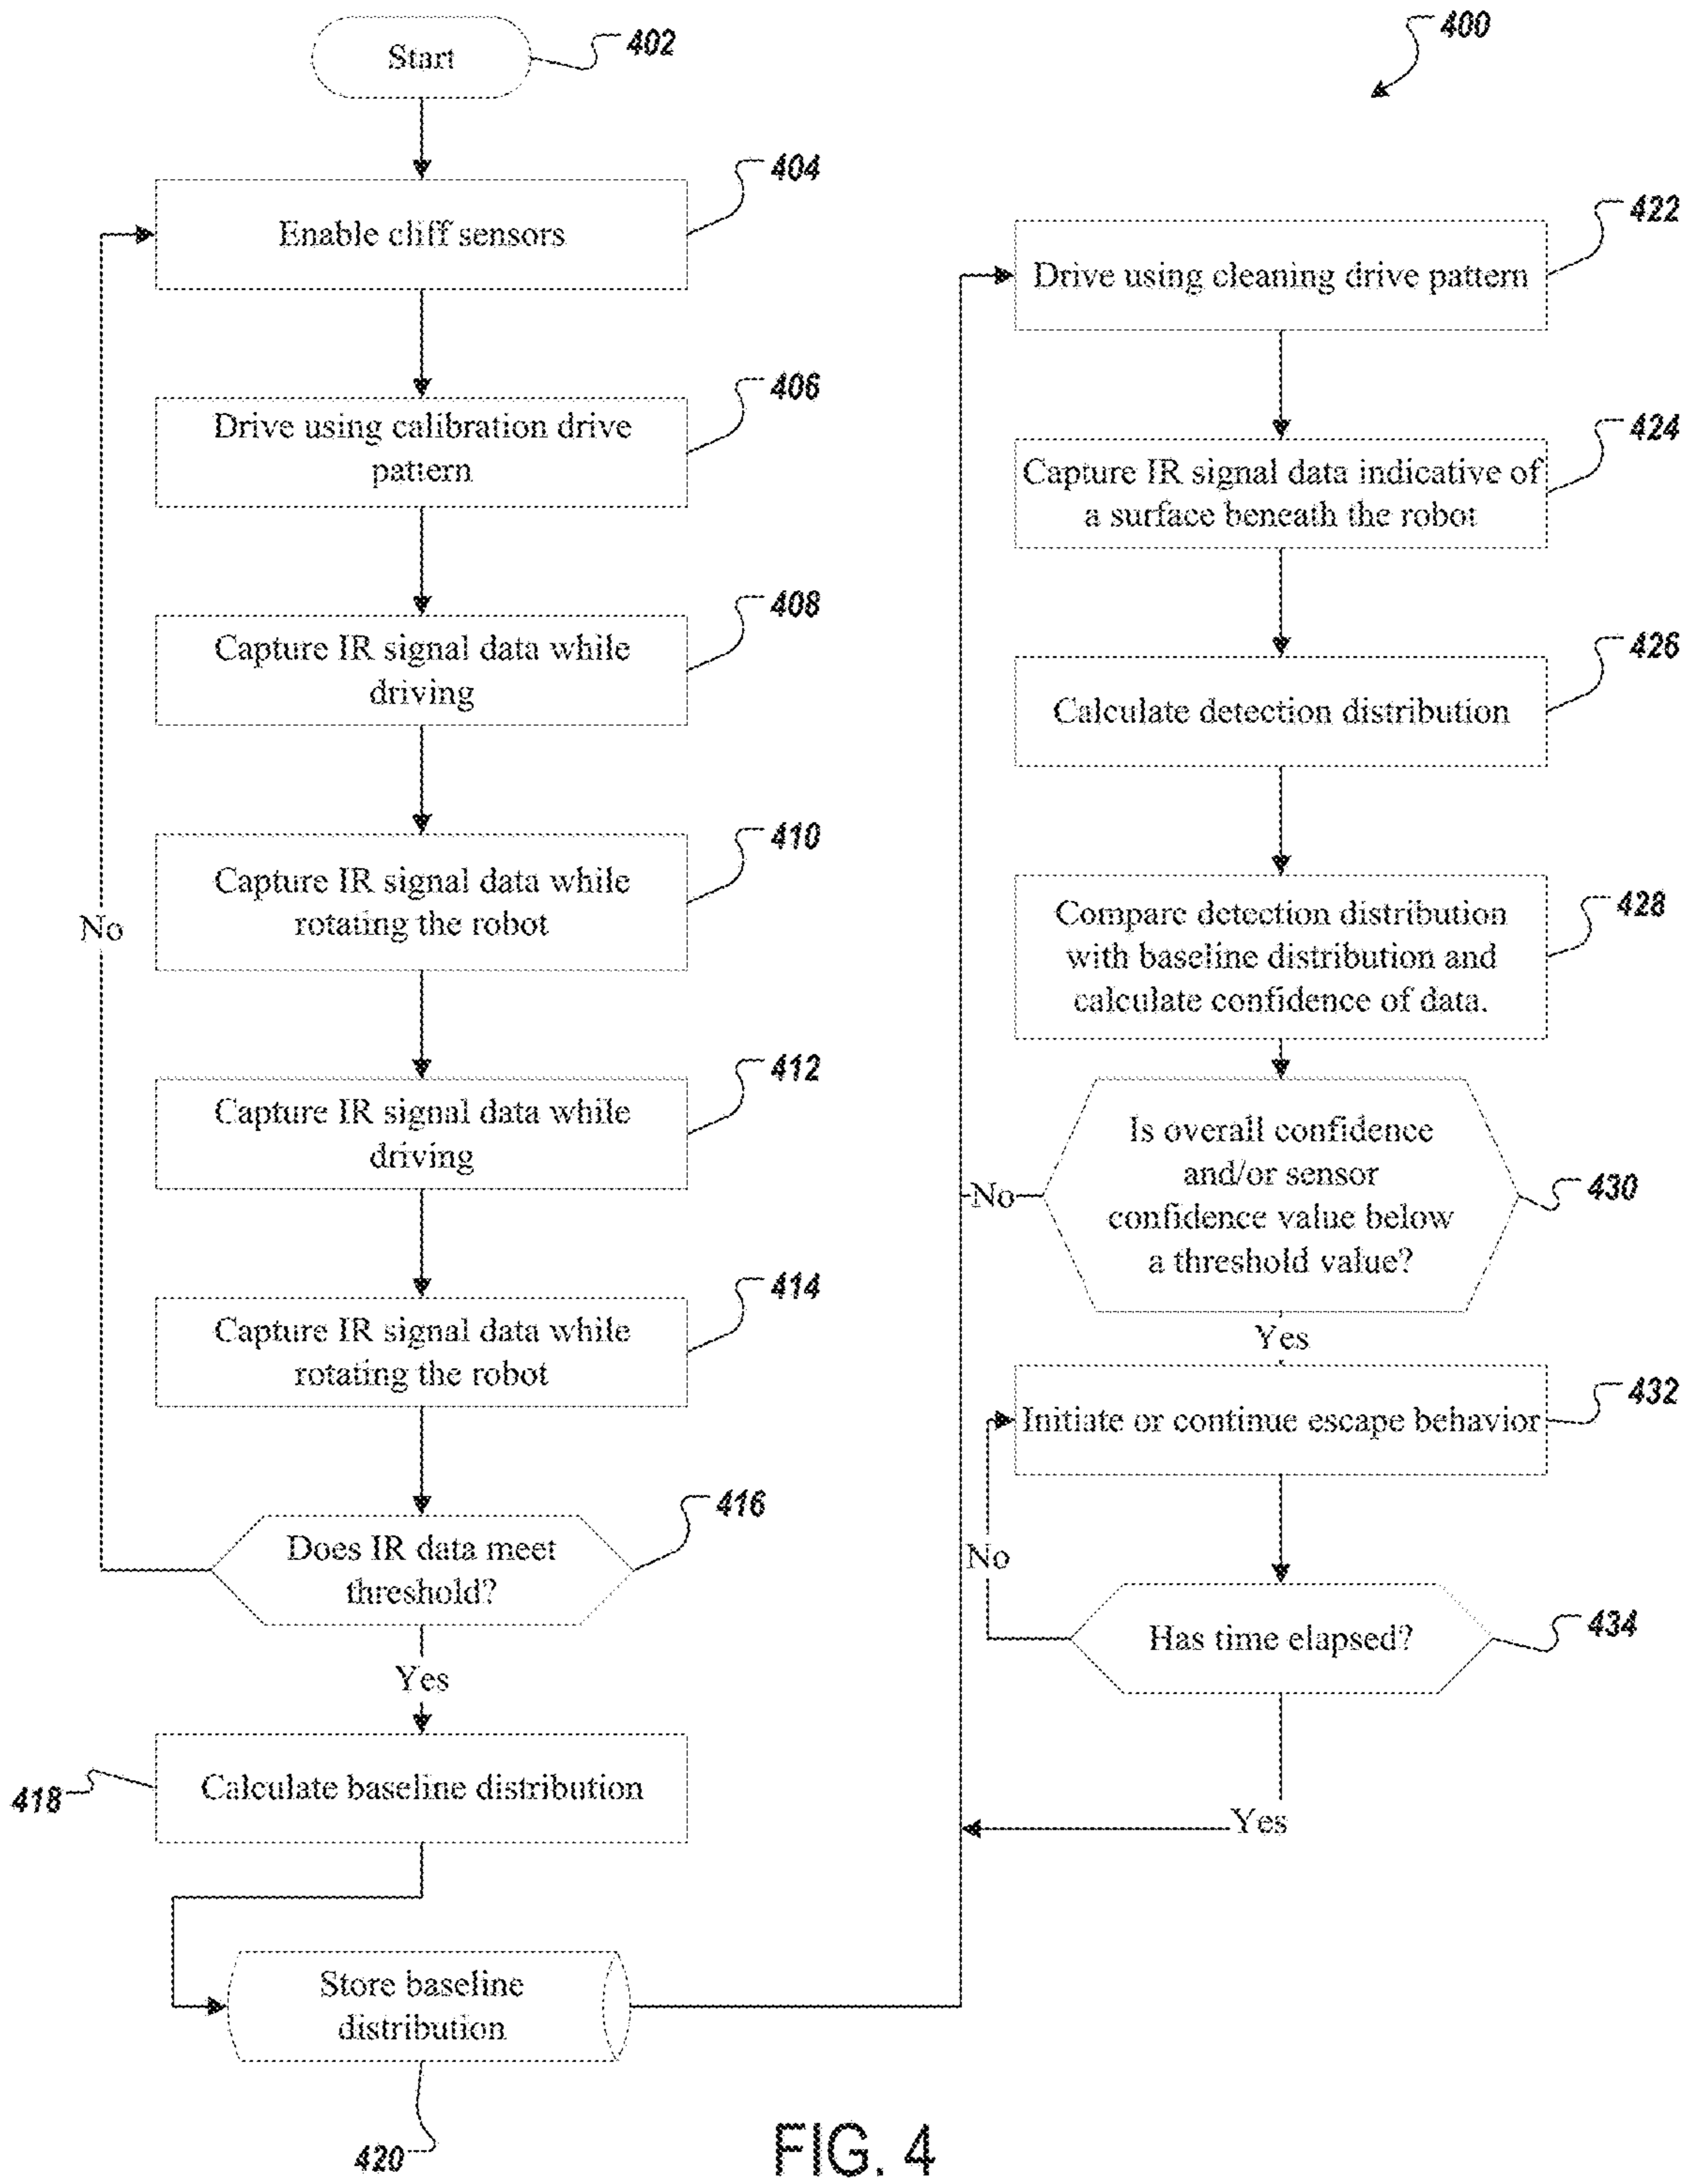 400
Start
402
Enable cliff sensors
404
Drive using calibration drive
pattern
406
Capture IR signal data while
driving
408
Capture IR signal data while
rotating the robot
410
No
Capture IR signal data while
driving
412
Capture IR signal data while
rotating the robot
414
Does IR data meet
threshold?
416
Yes
Calculate baseline distribution
418
Store baseline
distribution
420
Drive using cleaning drive pattern
422
Capture IR signal data indicative of
a surface beneath the robot
424
Calculate detection distribution
426
Compare detection distribution
with baseline distribution and
calculate confidence of data.
428
Is overall confidence
and/or sensor
confidence value below
a threshold value?
430
No
Yes
Initiate or continue escape behavior
432
No
Has time elapsed?
434
Yes
FIG. 4